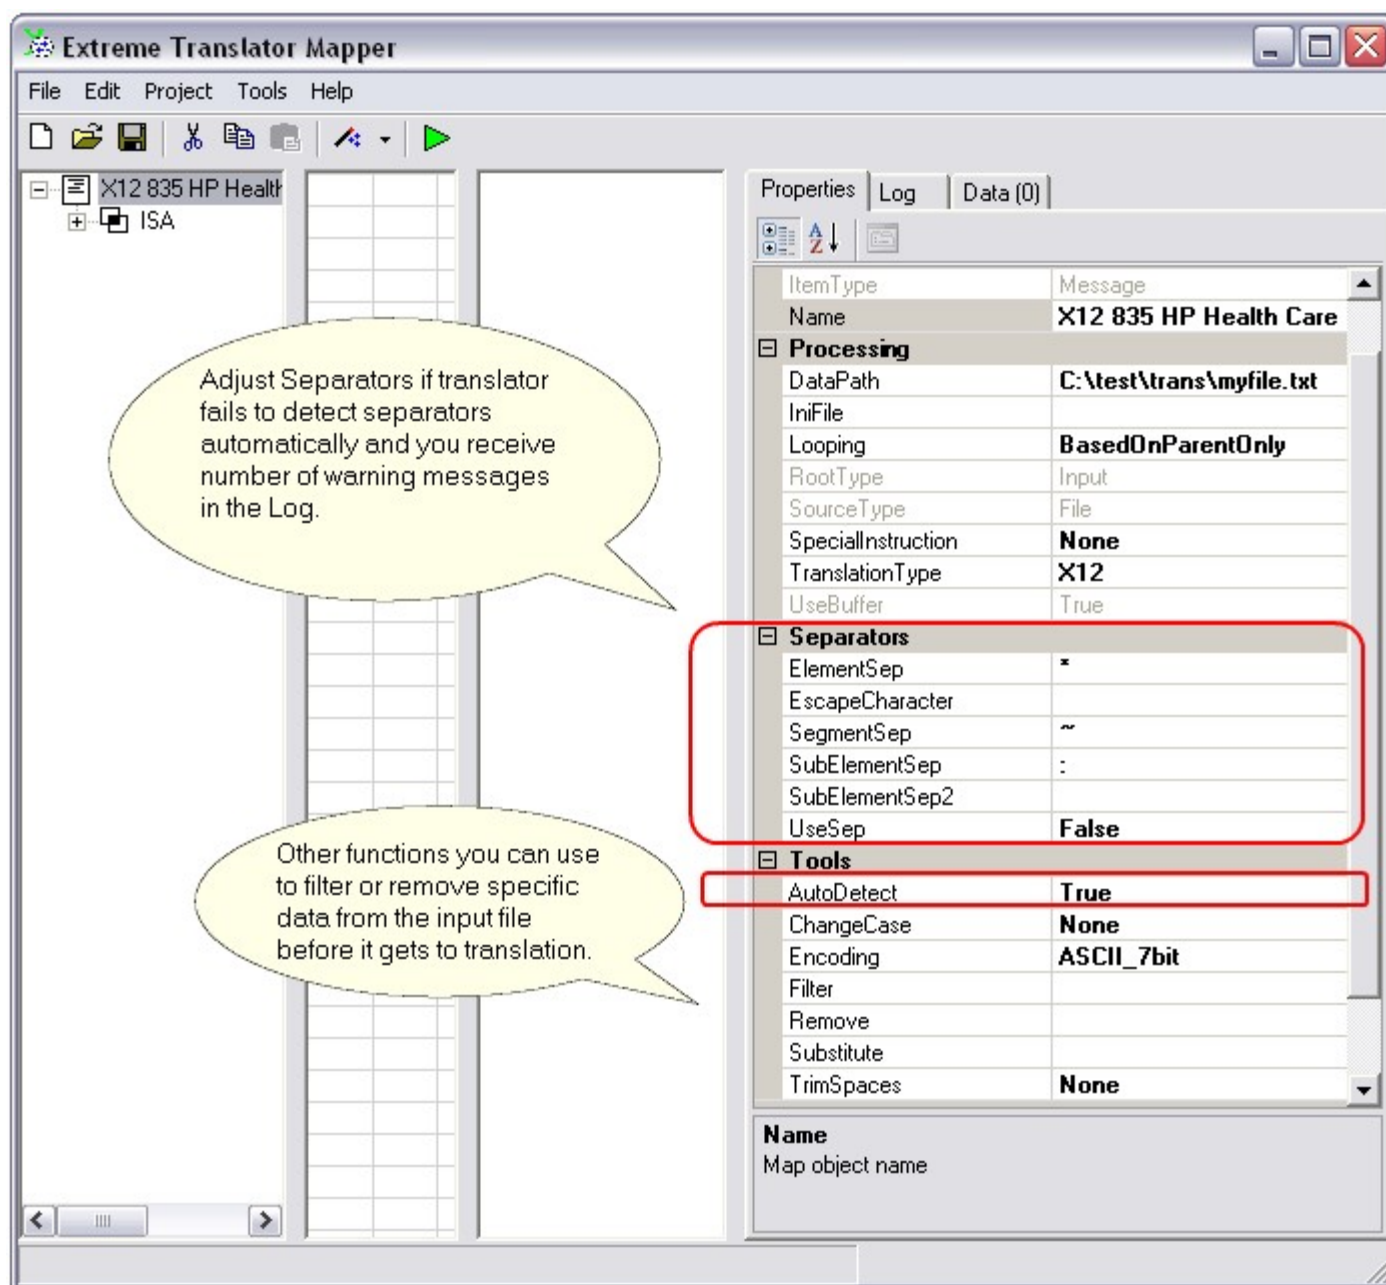 Extreme Translator Mapper
File Edit Project Tools Help
X12 835 HP Health
ISA
Adjust Separators if translator
fails to detect separators
automatically and you receive
number of warning messages
in the Log.
Other functions you can use
to filter or remove specific
data from the input file
before it gets to translation.
Properties Log Data (0)
ItemType Message
Name X12 835 HP Health Care
Processing
DataPath C:\test\trans\myfile.txt
IniFile
Looping BasedOnParentOnly
RootType Input
SourceType File
SpecialInstruction None
TranslationType X12
UseBuffer True
Separators
ElementSep *
EscapeCharacter
SegmentSep ~
SubElementSep :
SubElementSep2
UseSep False
Tools
AutoDetect True
ChangeCase None
Encoding ASCII_7bit
Filter
Remove
Substitute
TrimSpaces None
Name
Map object name